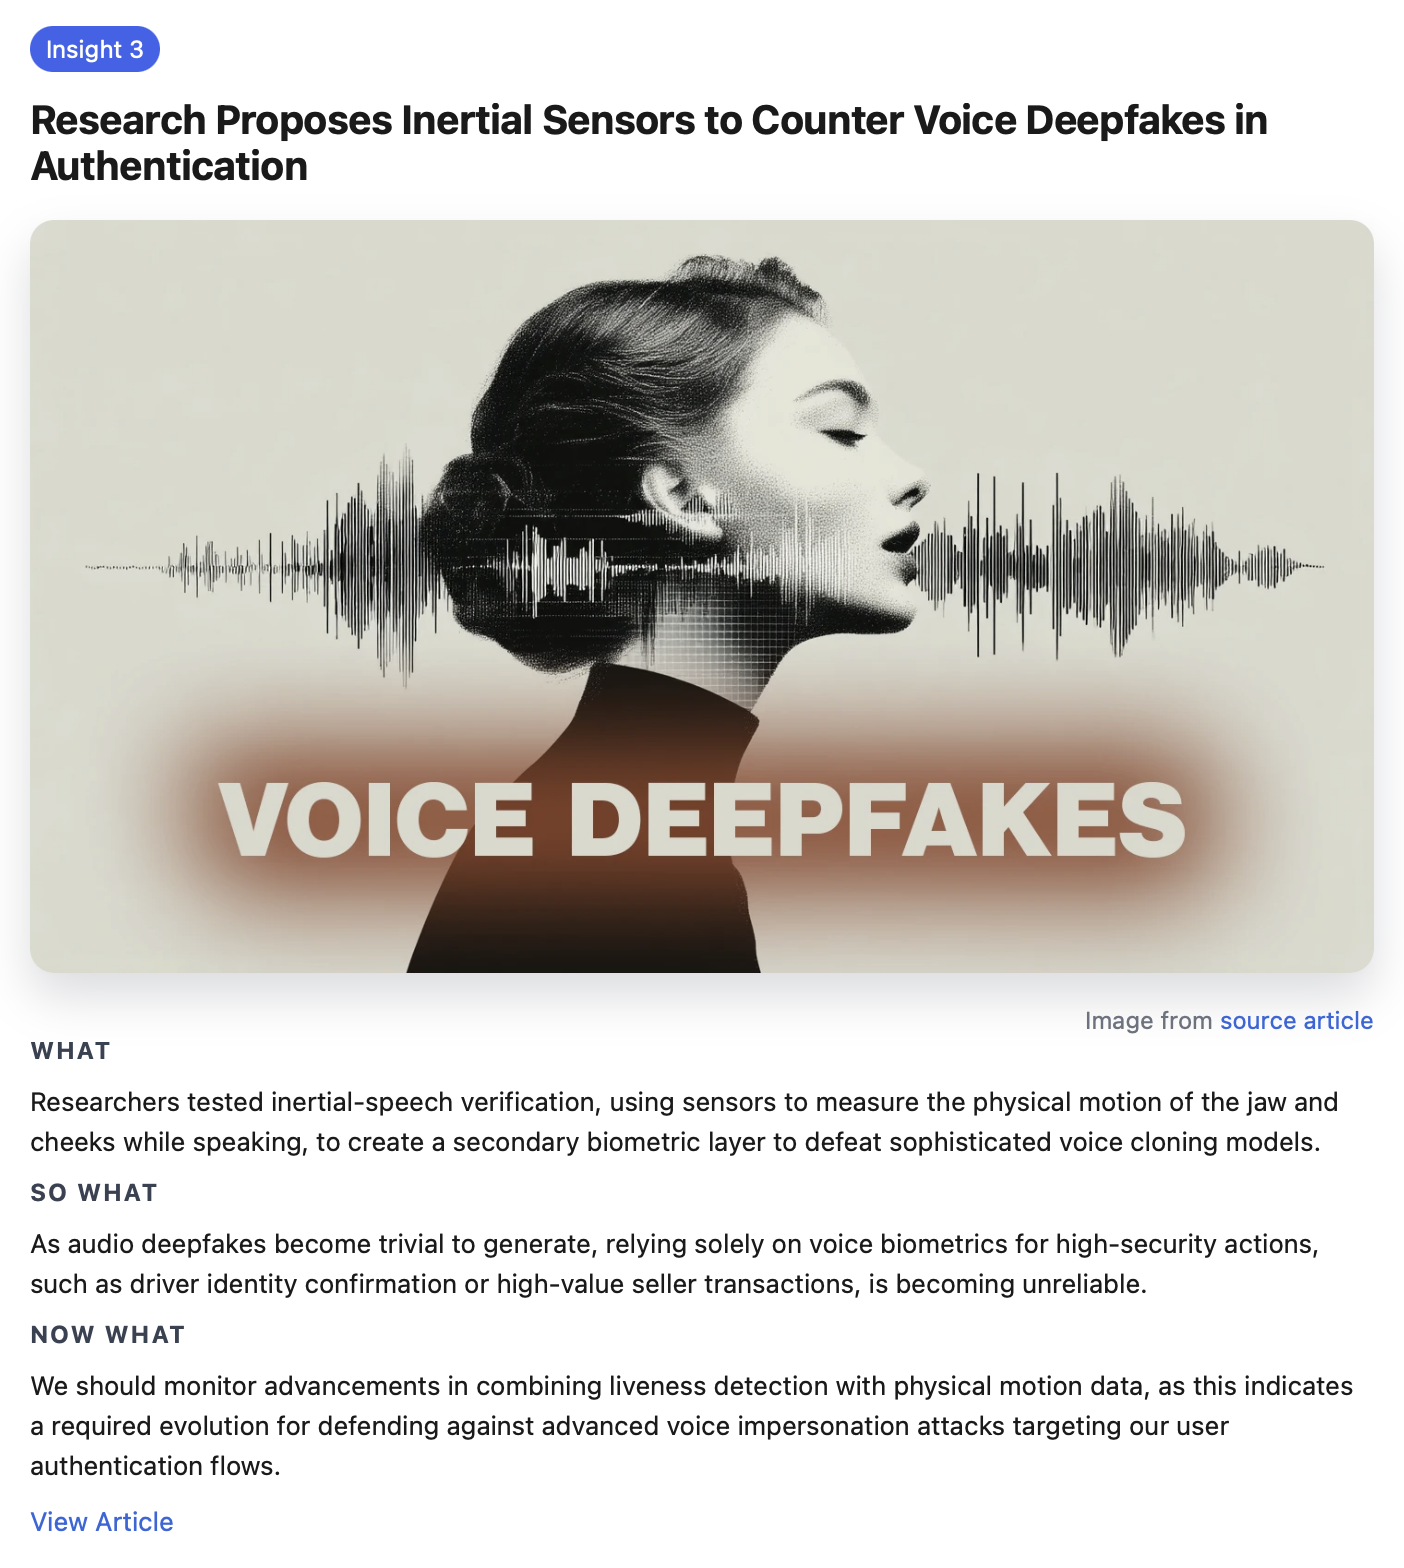 Insight 3
Research Proposes Inertial Sensors to Counter Voice Deepfakes in
Authentication
VOICE DEEPFAKES
Image from source article
WHAT
Researchers tested inertial-speech verification, using sensors to measure the physical motion of the jaw and
cheeks while speaking, to create a secondary biometric layer to defeat sophisticated voice cloning models.
SO WHAT
As audio deepfakes become trivial to generate, relying solely on voice biometrics for high-security actions,
such as driver identity confirmation or high-value seller transactions, is becoming unreliable.
NOW WHAT
We should monitor advancements in combining liveness detection with physical motion data, as this indicates
a required evolution for defending against advanced voice impersonation attacks targeting our user
authentication flows.
View Article